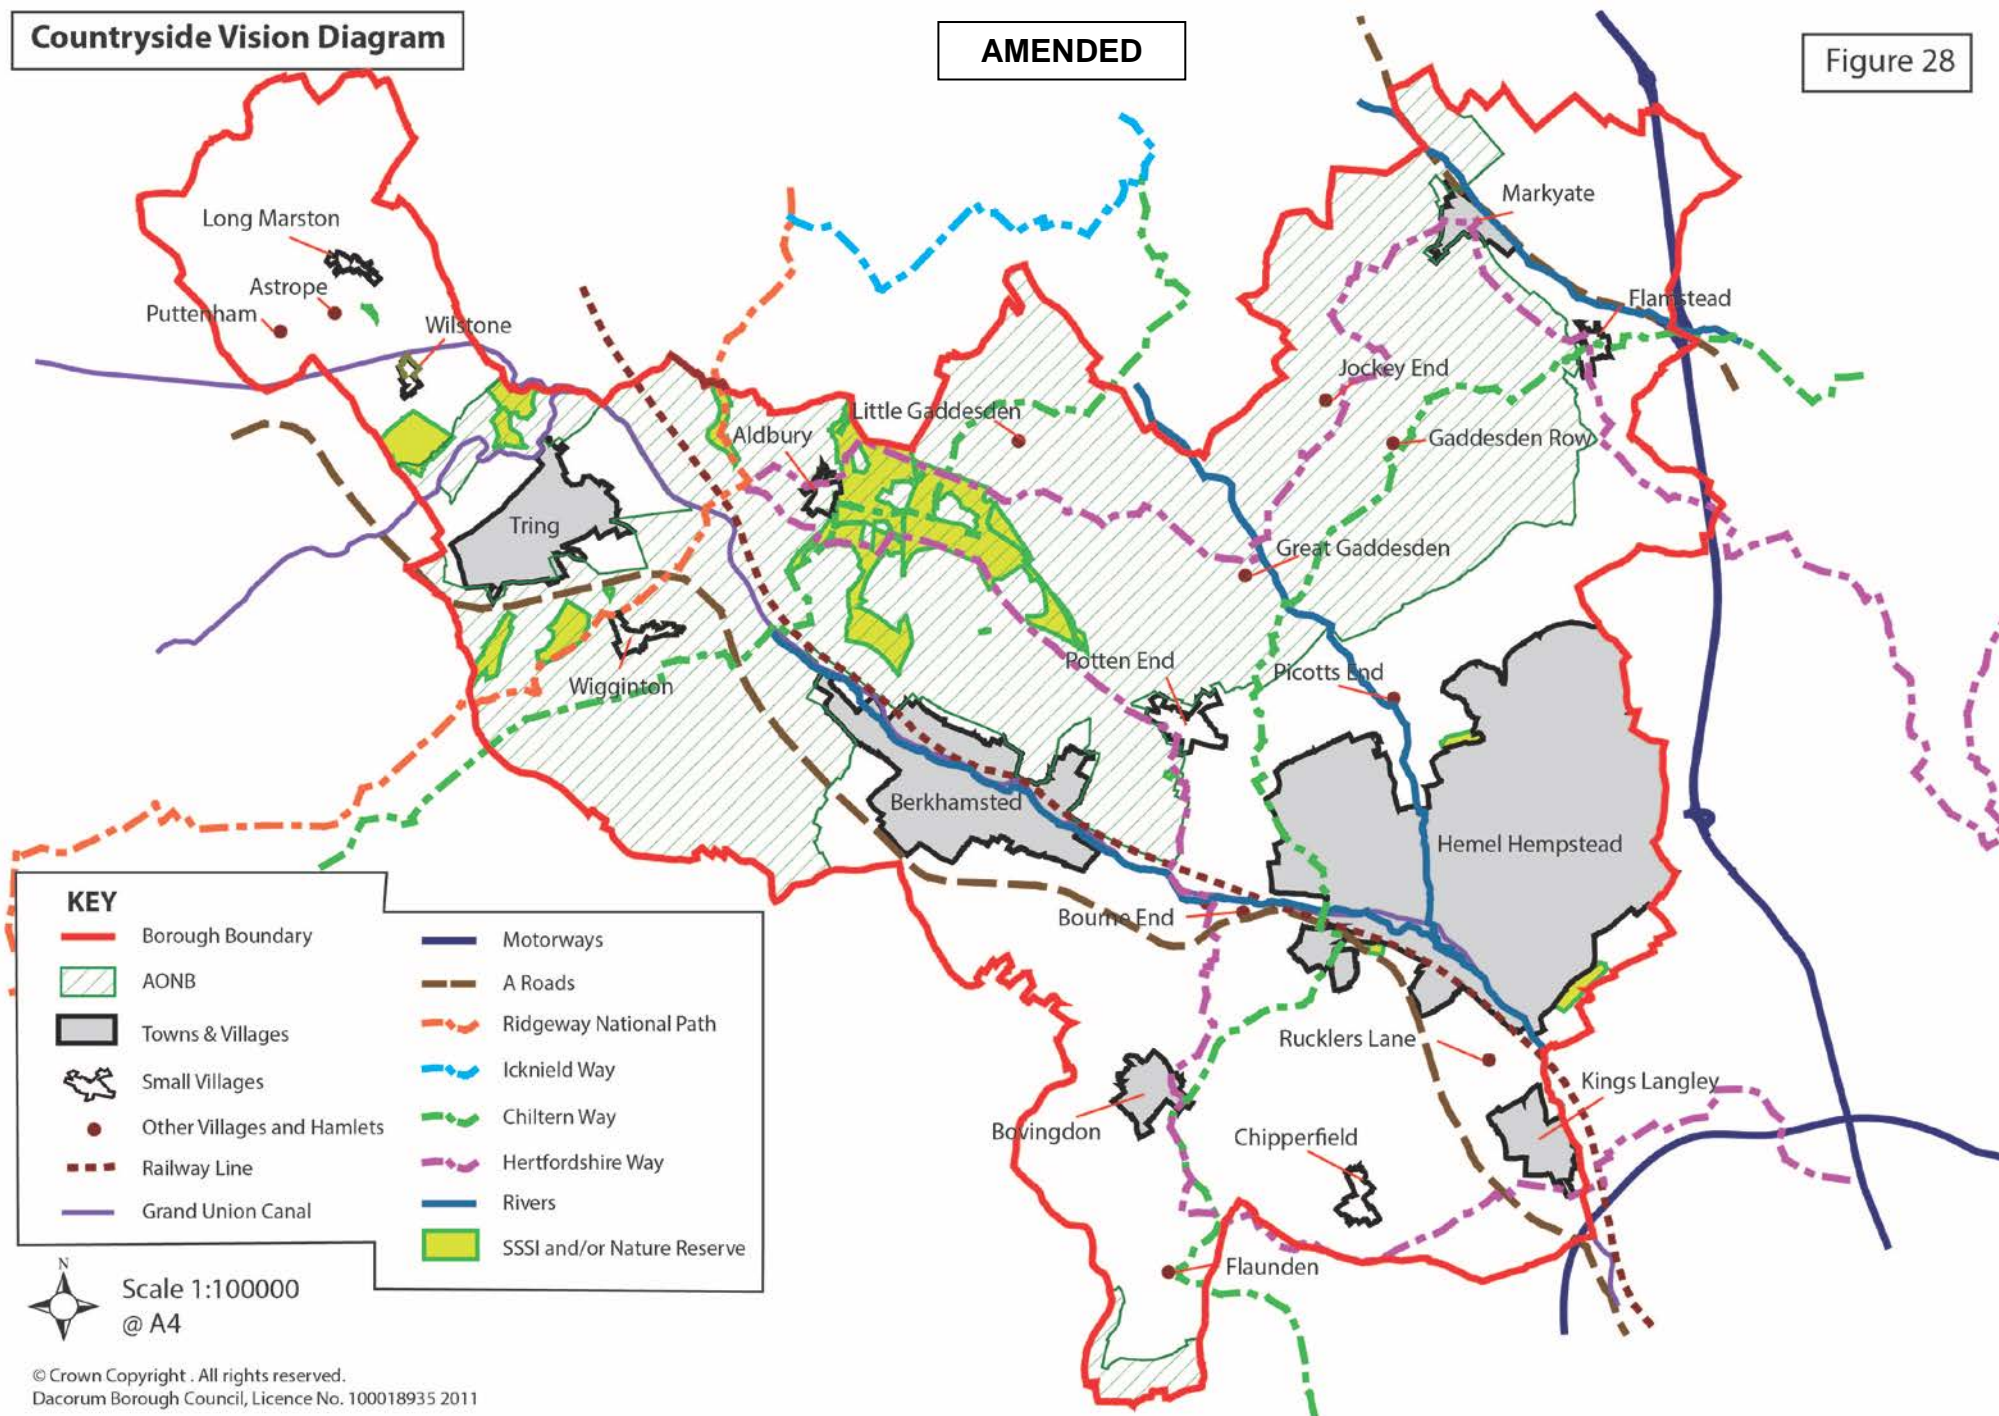 Countryside Vision Diagram
AMENDED
Figure 28
Markyate
Long Marston
Astrope
Puttenham
Flamstead
Wilstone
Jockey End
Little Gaddesden
Aldbury
Gaddesden Row
Tring
Great Gaddesden
Potten End
Picotts End
Wigginton
Berkhamsted
Hemel Hempstead
Bourne End
Rucklers Lane
Kings Langley
Bovingdon
Chipperfield
Flaunden
KEY
Borough Boundary
AONB
Towns & Villages
Small Villages
Other Villages and Hamlets
Railway Line
Grand Union Canal
Motorways
A Roads
Ridgeway National Path
Icknield Way
Chiltern Way
Hertfordshire Way
Rivers
SSSI and/or Nature Reserve
N
Scale 1:100000
@ A4
© Crown Copyright . All rights reserved.
Dacorum Borough Council, Licence No. 100018935 2011